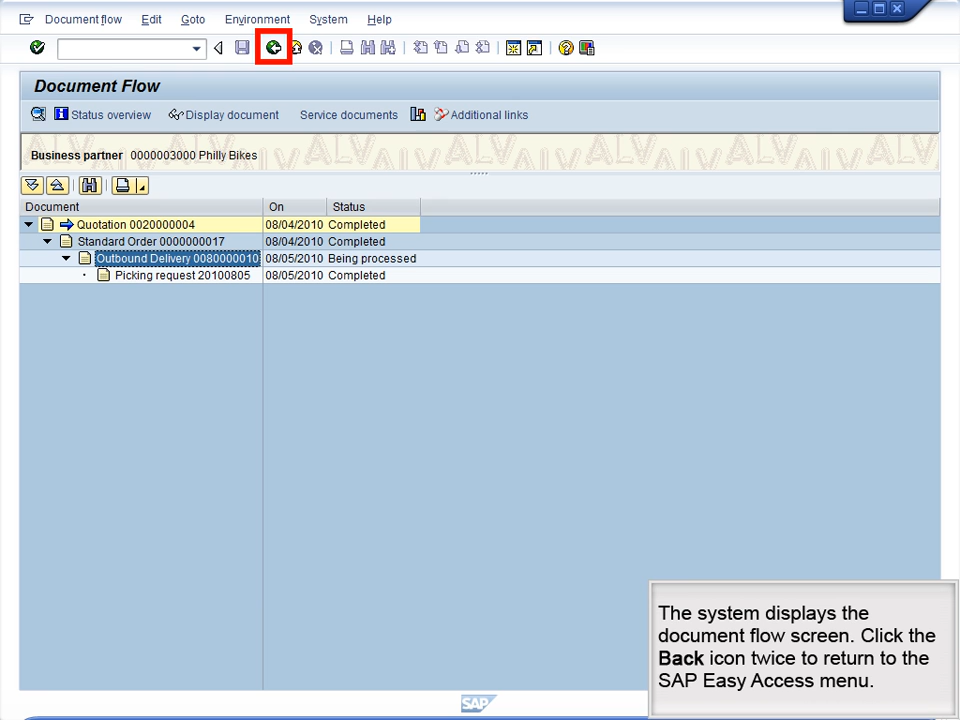 Document flow Edit Goto Environment System Help
Document Flow
Status overview Display document Service documents Additional links
Business partner 0000003000 Philly Bikes
Document On Status
Quotation 0020000004 08/04/2010 Completed
Standard Order 0000000017 08/04/2010 Completed
Outbound Delivery 0080000010 08/05/2010 Being processed
Picking request 20100805 08/05/2010 Completed
The system displays the
document flow screen. Click the
Back icon twice to return to the
SAP Easy Access menu.
SAP